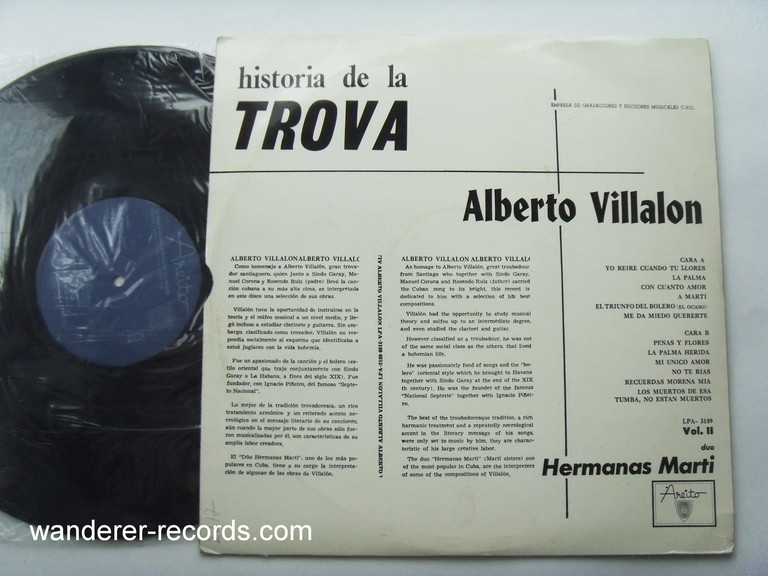 historia de la
TROVA
EMPRESA DE GRABACIONES Y EDICIONES MUSICALES C.N.C.
Alberto Villalon
ALBERTO VILLALON ALBERTO VILLALO
Como homenaje a Alberto Villalón, gran trova-
dor santiaguero, quien junto a Sindo Garay, Ma-
nuel Corona y Rosendo Ruiz (padre) llevó la can-
ción cubana a su más alta cima, es interpretada
en este disco una selección de sus obras.
Villalón tuvo la oportunidad de instruirse en la
teoría y el solfeo musical a un nivel medio, y lle-
gó incluso a estudiar clarinete y guitarra. Sin em-
bargo clasificado como trovador, Villalón no res-
pondía socialmente al esquema que identificaba a
estos juglares con la vida bohemia.
Fue un apasionado de la canción y el bolero (es-
tilo oriental que trajo conjuntamente con Sindo
Garay a La Habana, a fines del siglo XIX). Fue
fundador, con Ignacio Piñeiro, del famoso "Septe-
to Nacional".
Lo mejor de la tradición trovadoresca, un rico
tratamiento armónico y un reiterado acento ne-
crológico en el mensaje literario de sus canciones,
aún cuando la mayor parte de sus obras sólo fue-
ron musicalizadas por él, son características de su
amplia labor creadora.
El "Dúo Hermanas Martí", uno de los más po-
pulares en Cuba, tiene a su cargo la interpreta-
ción de algunas de las obras de Villalón.
ALBERTO VILLALON LPA-3189
ALBERTO VILLALON ALBERTO VILLALO
As homage to Alberto Villalón, great troubadour
from Santiago who together with Sindo Garay,
Manuel Corona and Rosendo Ruiz (father) carried
the Cuban song to its bright, this record is
dedicated to him with a selection of his best
compositions.
Villalón had the opportunity to study musical
theory and solfeo up to an intermediate degree,
and even studied the clarinet and guitar.
However classified as a troubadour, he was not
of the same social class as the others that lived
a bohemian life.
He was passionately fond of songs and the "bo-
lero" (oriental style which he brought to Havana
together with Sindo Garay at the end of the XIX
th century). He was the founder of the famous
"National Septette" together with Ignacio Piñei-
ro.
The best of the troubadoresque tradition, a rich
harmonic treatment and a repeatedly necrological
accent in the literary message of his songs,
were only set to music by him, they are charac-
teristic of his large creative labor.
The duo "Hermanas Martí" (Martí sisters) one
of the most popular in Cuba, are the interpreters
of some of the compositions of Villalón,
CARA A
YO REIRE CUANDO TU LLORES
LA PALMA
CON CUANTO AMOR
A MARTI
EL TRIUNFO DEL BOLERO (EL OCASO)
ME DA MIEDO QUERERTE
CARA B
PENAS Y FLORES
LA PALMA HERIDA
MI UNICO AMOR
NO TE RIAS
RECUERDAS MORENA MIA
LOS MUERTOS DE ESA
TUMBA, NO ESTAN MUERTOS
LPA- 3189
Vol. II
duo
Hermanas Marti
Areito
Areito
wanderer-records.com